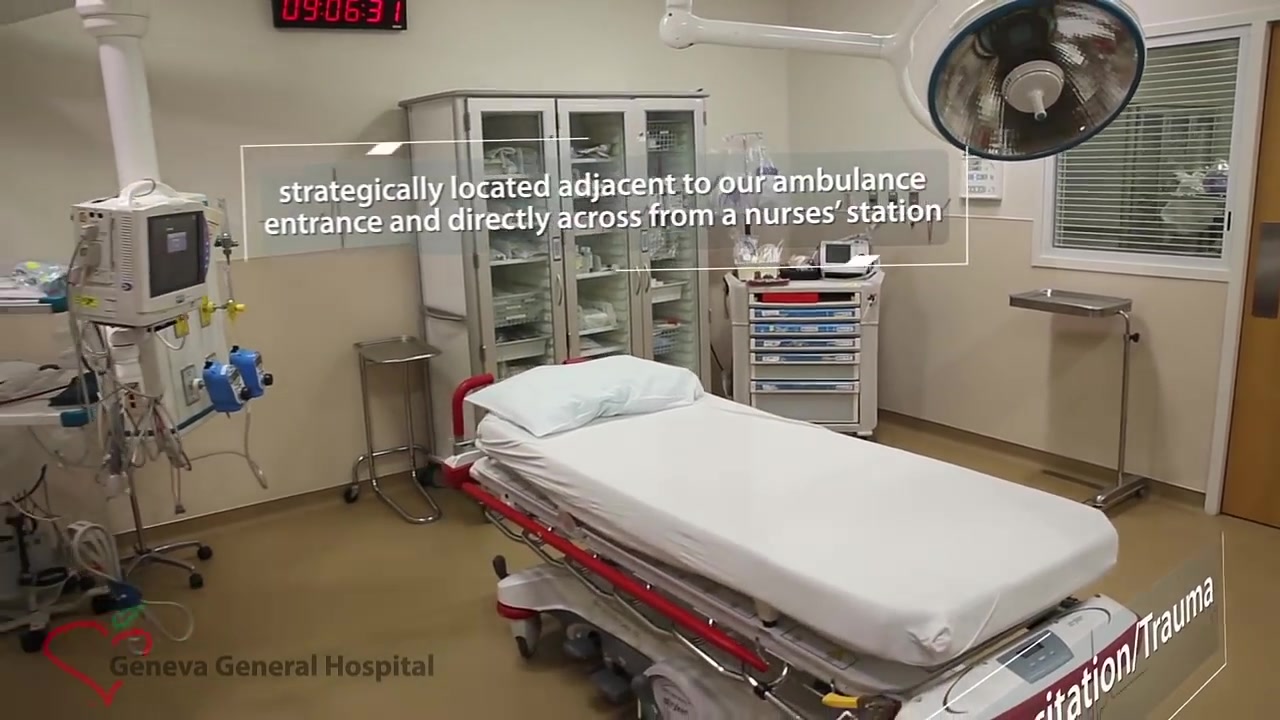 09:06:31
strategically located adjacent to our ambulance
entrance and directly across from a nurses' station
citation/Trauma
Geneva General Hospital